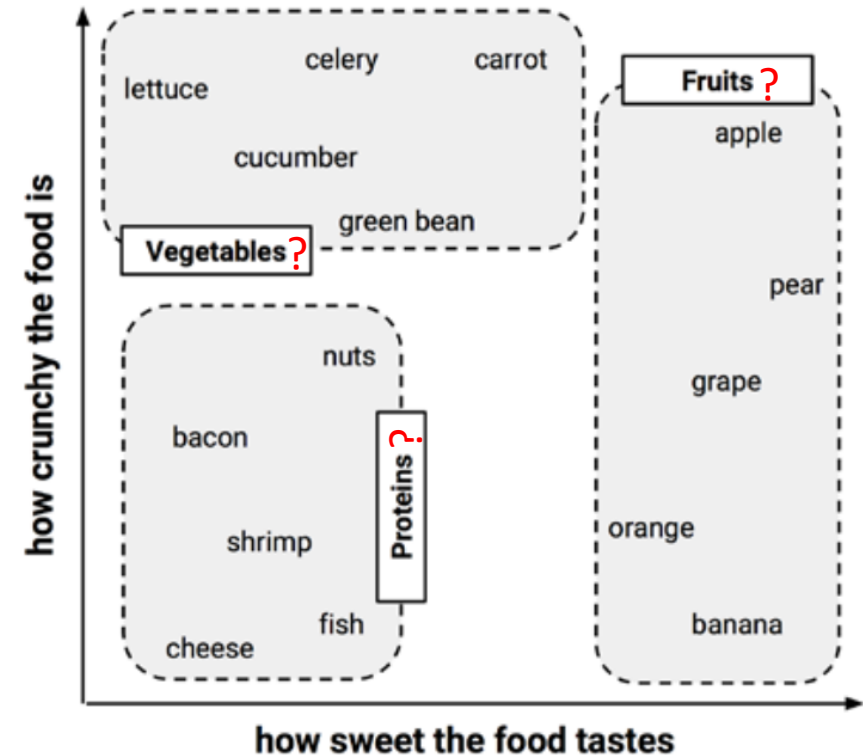 celery
carrot
Fruits ?
lettuce
apple
cucumber
green bean
Vegetables ?
pear
nuts
grape
bacon
Proteins ?
orange
shrimp
fish
banana
cheese
how crunchy the food is
how sweet the food tastes